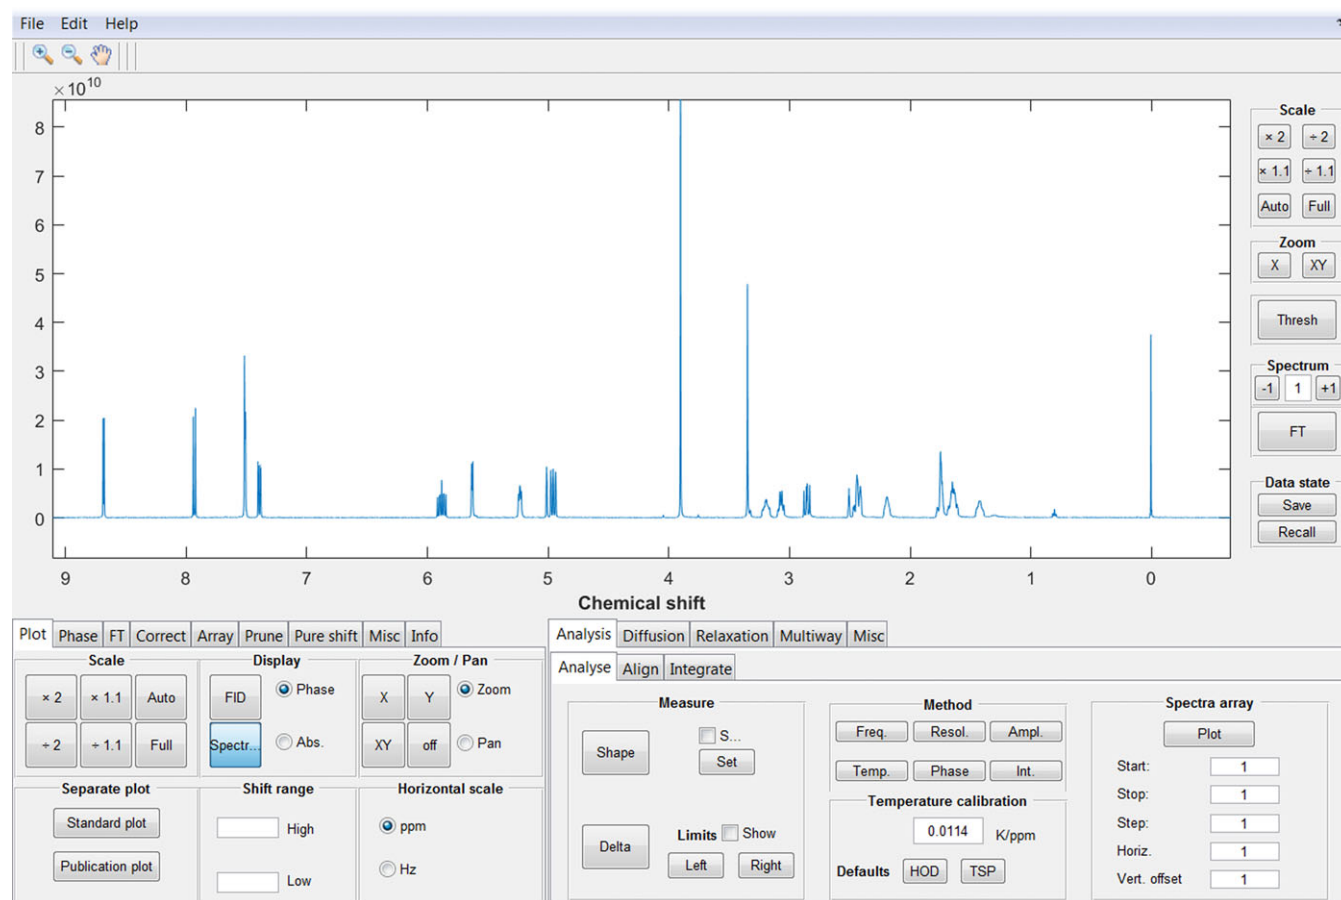 File Edit Help
× 10^10
8
7
6
5
4
3
2
1
0
9 8 7 6 5 4 3 2 1 0
Chemical shift
Scale
× 2 ÷ 2
× 1.1 ÷ 1.1
Auto Full
Zoom
X XY
Thresh
Spectrum
-1 1 +1
FT
Data state
Save
Recall
Plot Phase FT Correct Array Prune Pure shift Misc Info
Scale
× 2 × 1.1 Auto
÷ 2 ÷ 1.1 Full
Display
FID Phase
Spectr... Abs.
Zoom / Pan
X Y Zoom
XY off Pan
Separate plot
Standard plot
Publication plot
Shift range
High
Low
Horizontal scale
ppm
Hz
Analysis Diffusion Relaxation Multiway Misc
Analyse Align Integrate
Measure
Shape S...
Set
Delta
Limits Show
Left Right
Method
Freq. Resol. Ampl.
Temp. Phase Int.
Temperature calibration
0.0114 K/ppm
Defaults HOD TSP
Spectra array
Plot
Start: 1
Stop: 1
Step: 1
Horiz. 1
Vert. offset 1